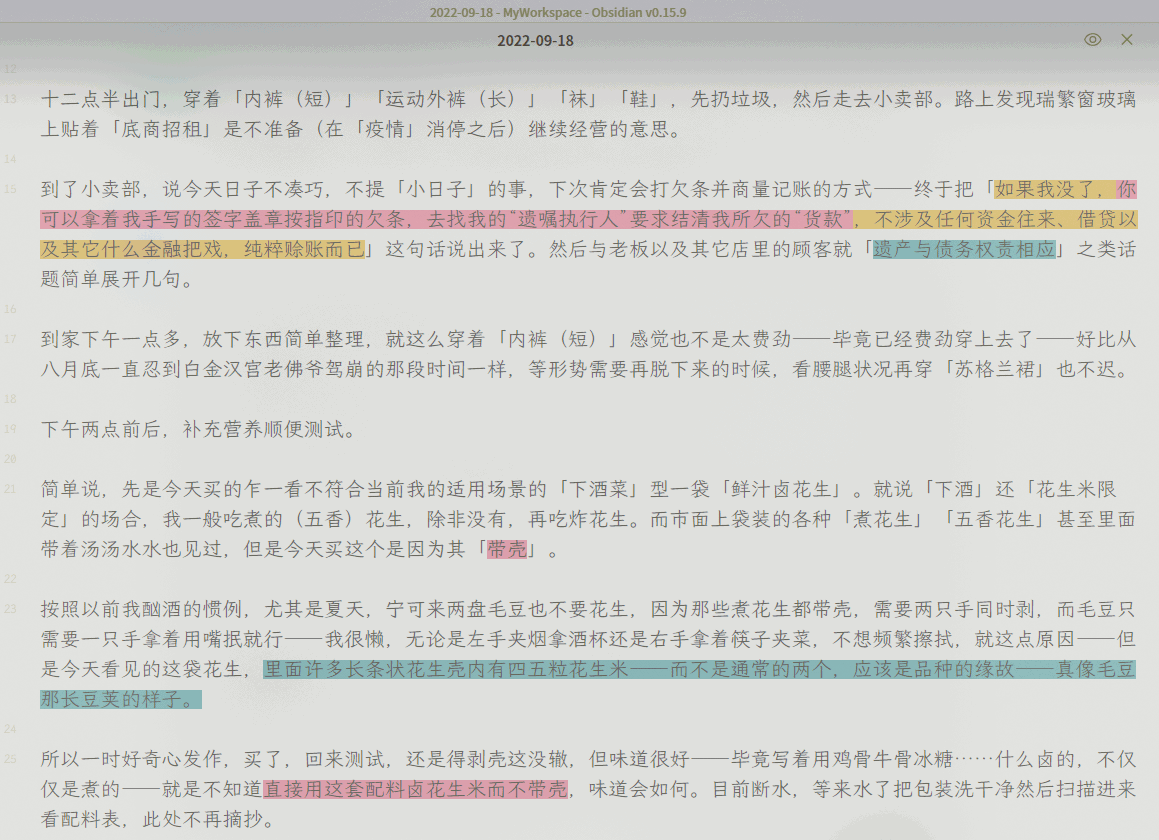 2022-09-18 - MyWorkspace - Obsidian v0.15.9
2022-09-18
12
13
十二点半出门，穿着「内裤（短）」「运动外裤（长）」「袜」「鞋」，先扔垃圾，然后走去小卖部。路上发现瑞繁窗玻璃
上贴着「底商招租」是不准备（在「疫情」消停之后）继续经营的意思。
14
15
到了小卖部，说今天日子不凑巧，不提「小日子」的事，下次肯定会打欠条并商量记账的方式——终于把「如果我没了，你
可以拿着我手写的签字盖章按指印的欠条，去找我的“遗嘱执行人”要求结清我所欠的“货款”，不涉及任何资金往来、借贷以
及其它什么金融把戏，纯粹赊账而已」这句话说出来了。然后与老板以及其它店里的顾客就「遗产与债务权责相应」之类话
题简单展开几句。
16
17
到家下午一点多，放下东西简单整理，就这么穿着「内裤（短）」感觉也不是太费劲——毕竟已经费劲穿上去了——好比从
八月底一直忍到白金汉宫老佛爷驾崩的那段时间一样，等形势需要再脱下来的时候，看腰腿状况再穿「苏格兰裙」也不迟。
18
19
下午两点前后，补充营养顺便测试。
20
21
简单说，先是今天买的乍一看不符合当前我的适用场景的「下酒菜」型一袋「鲜汁卤花生」。就说「下酒」还「花生米限
定」的场合，我一般吃煮的（五香）花生，除非没有，再吃炸花生。而市面上袋装的各种「煮花生」「五香花生」甚至里面
带着汤汤水水也见过，但是今天买这个是因为其「带壳」。
22
23
按照以前我酗酒的惯例，尤其是夏天，宁可来两盘毛豆也不要花生，因为那些煮花生都带壳，需要两只手同时剥，而毛豆只
需要一只手拿着用嘴抿就行——我很懒，无论是左手夹烟拿酒杯还是右手拿着筷子夹菜，不想频繁擦拭，就这点原因——但
是今天看见的这袋花生，里面许多长条状花生壳内有四五粒花生米——而不是通常的两个，应该是品种的缘故——真像毛豆
那长豆荚的样子。
24
25
所以一时好奇心发作，买了，回来测试，还是得剥壳这没辙，但味道很好——毕竟写着用鸡骨牛骨冰糖……什么卤的，不仅
仅是煮的——就是不知道直接用这套配料卤花生米而不带壳，味道会如何。目前断水，等来水了把包装洗干净然后扫描进来
看配料表，此处不再摘抄。